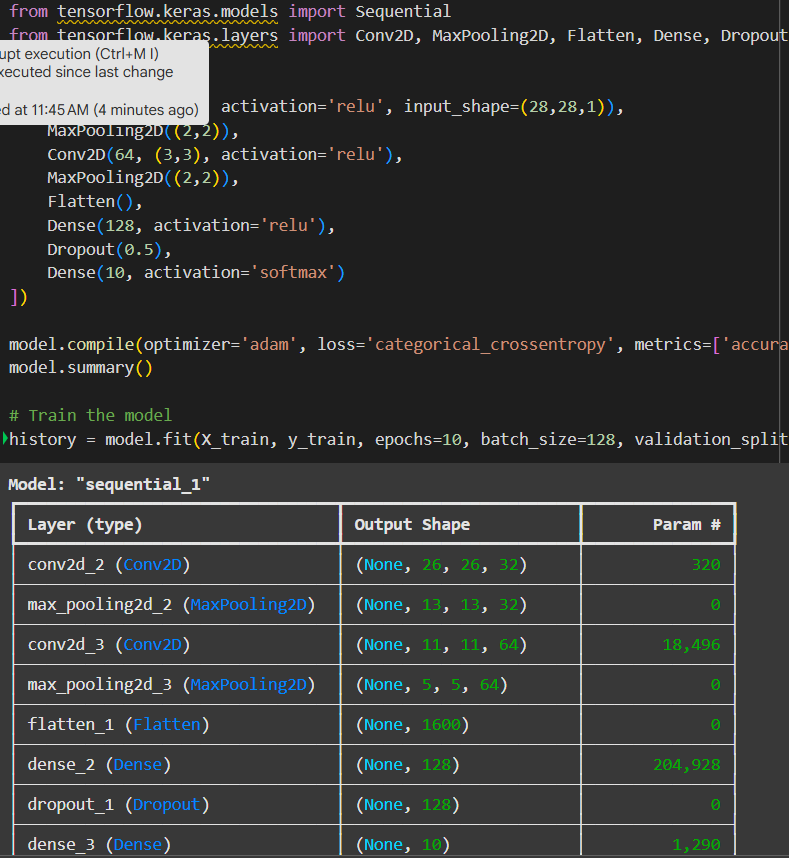 from tensorflow.keras.models import Sequential
from tensorflow.keras.layers import Conv2D, MaxPooling2D, Flatten, Dense, Dropout
upt execution (Ctrl+M I)
xecuted since last change
ed at 11:45 AM (4 minutes ago)
activation='relu', input_shape=(28,28,1)),
MaxPooling2D((2,2)),
Conv2D(64, (3,3), activation='relu'),
MaxPooling2D((2,2)),
Flatten(),
Dense(128, activation='relu'),
Dropout(0.5),
Dense(10, activation='softmax')
])
model.compile(optimizer='adam', loss='categorical_crossentropy', metrics=['accura
model.summary()
# Train the model
history = model.fit(X_train, y_train, epochs=10, batch_size=128, validation_split
Model: "sequential_1"
Layer (type) Output Shape Param #
conv2d_2 (Conv2D) (None, 26, 26, 32) 320
max_pooling2d_2 (MaxPooling2D) (None, 13, 13, 32) 0
conv2d_3 (Conv2D) (None, 11, 11, 64) 18,496
max_pooling2d_3 (MaxPooling2D) (None, 5, 5, 64) 0
flatten_1 (Flatten) (None, 1600) 0
dense_2 (Dense) (None, 128) 204,928
dropout_1 (Dropout) (None, 128) 0
dense_3 (Dense) (None, 10) 1,290